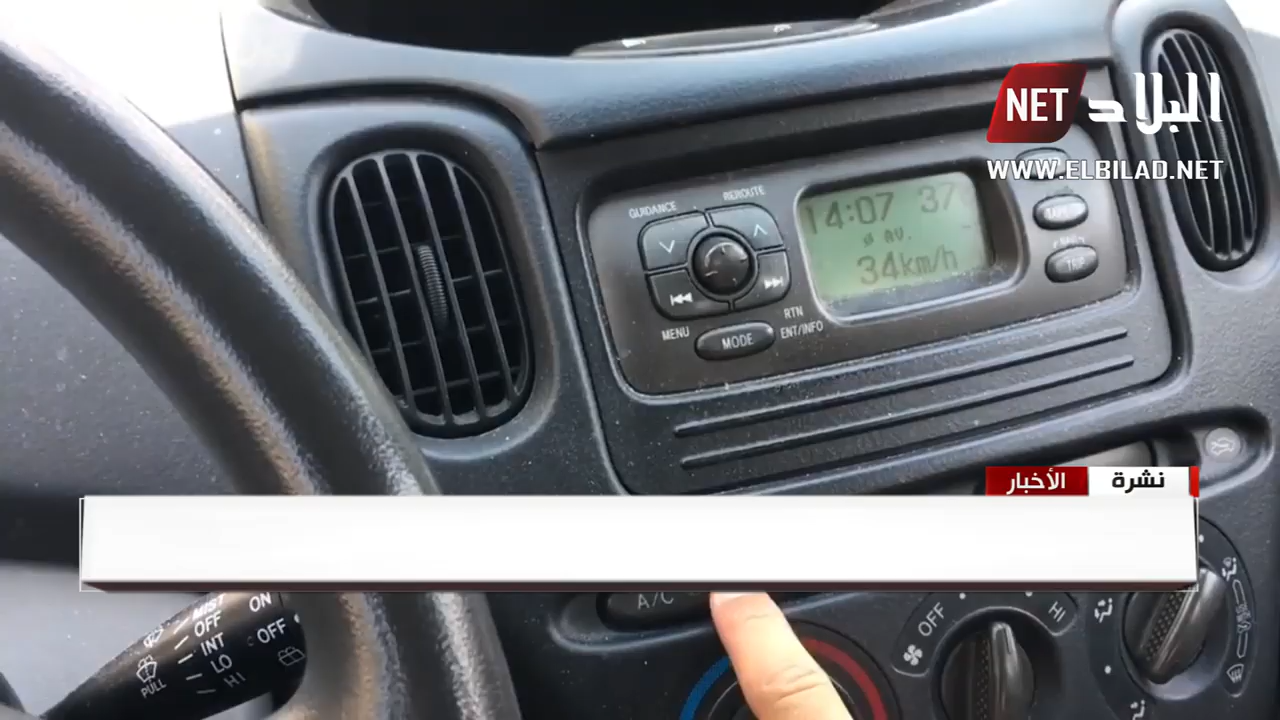 NET البلاد
WWW.ELBILAD.NET
GUIDANCE
REROUTE
14:07 37
ø AV.
34km/h
TRIP
MENU
MODE
RTN
ENT/INFO
نشرة الأخبار
A/C
OFF
HI
MIST
OFF
INT
LO
HI
PULL
ON
OFF